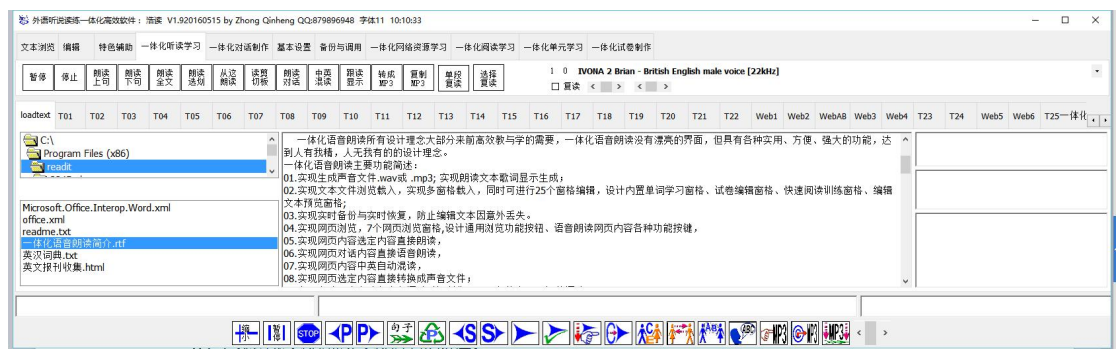 外语听说读练一体化高效软件：浩读 V1.920160515 by Zhong Qinheng QQ:879896948 字体11 10:10:33
文本浏览 编辑 特色辅助 一体化听读学习 一体化对话制作 基本设置 备份与调用 一体化网络资源学习 一体化阅读学习 一体化单元学习 一体化试卷制作
暂停 停止 朗读上句 朗读下句 朗读全文 朗读选划 从这朗读 读剪切板 朗读对话 中英混读 跟读显示 转成MP3 复制MP3 单段复读 选择复读
1 0 IVONA 2 Brian - British English male voice [22kHz]
复读
loadtext T01 T02 T03 T04 T05 T06 T07 T08 T09 T10 T11 T12 T13 T14 T15 T16 T17 T18 T19 T20 T21 T22 Web1 Web2 WebAB Web3 Web4 T23 T24 Web5 Web6 T25一体化
C:\
Program Files (x86)
readit
Microsoft.Office.Interop.Word.xml
office.xml
readme.txt
一体化语音朗读简介.rtf
英汉词典.txt
英文报刊收集.html
一体化语音朗读所有设计理念大部分来前高效教与学的需要，一体化语音朗读没有漂亮的界面，但具有各种实用、方便、强大的功能，达
到人有我精，人无我有的的设计理念。
一体化语音朗读主要功能简述：
01.实现生成声音文件.wav或 .mp3; 实现朗读文本歌词显示生成；
02.实现文本文件浏览载入，实现多窗格载入，同时可进行25个窗格编辑，设计内置单词学习窗格、试卷编辑窗格、快速阅读训练窗格、编辑
文本预览窗格;
03.实现实时备份与实时恢复，防止编辑文本因意外丢失。
04.实现网页浏览，7个网页浏览窗格,设计通用浏览功能按钮、语音朗读网页内容各种功能按键，
05.实现网页内容选定内容直接朗读，
06.实现网页对话内容直接语音朗读，
07.实现网页内容中英自动混读，
08.实现网页选定内容直接转换成声音文件；
STOP P P 句子 S S C ABC MP3 MP3 MP3